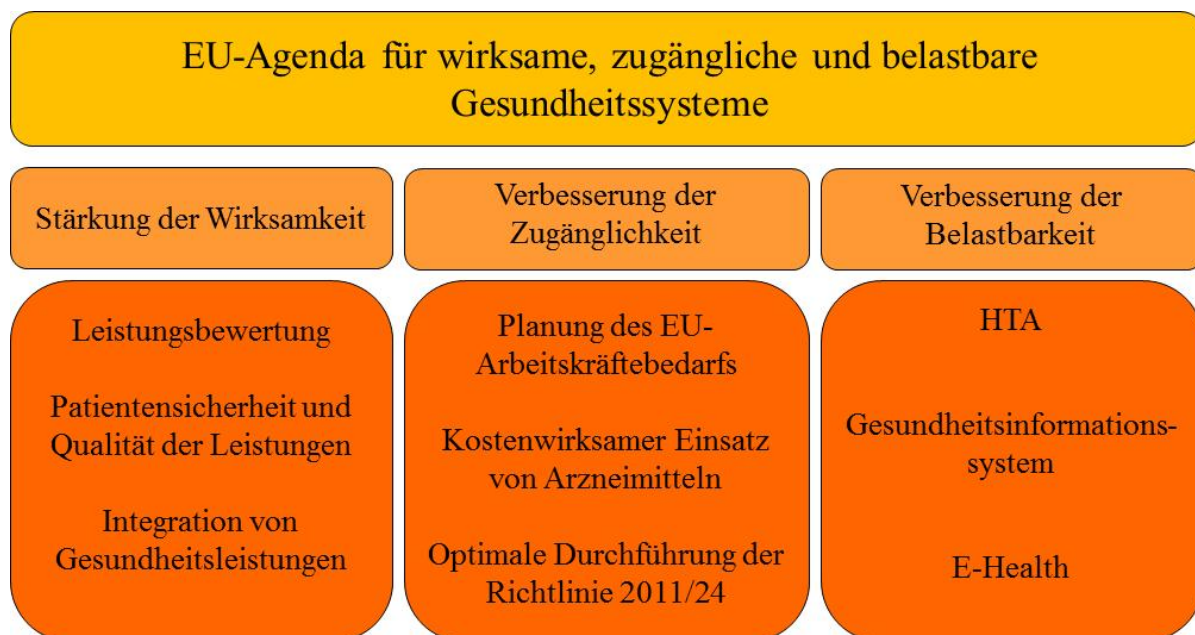 EU-Agenda für wirksame, zugängliche und belastbare
Gesundheitssysteme
Stärkung der Wirksamkeit
Verbesserung der
Zugänglichkeit
Verbesserung der
Belastbarkeit
Leistungsbewertung
Patientensicherheit und
Qualität der Leistungen
Integration von
Gesundheitsleistungen
Planung des EU-
Arbeitskräftebedarfs
Kostenwirksamer Einsatz
von Arzneimitteln
Optimale Durchführung der
Richtlinie 2011/24
HTA
Gesundheitsinformations-
system
E-Health